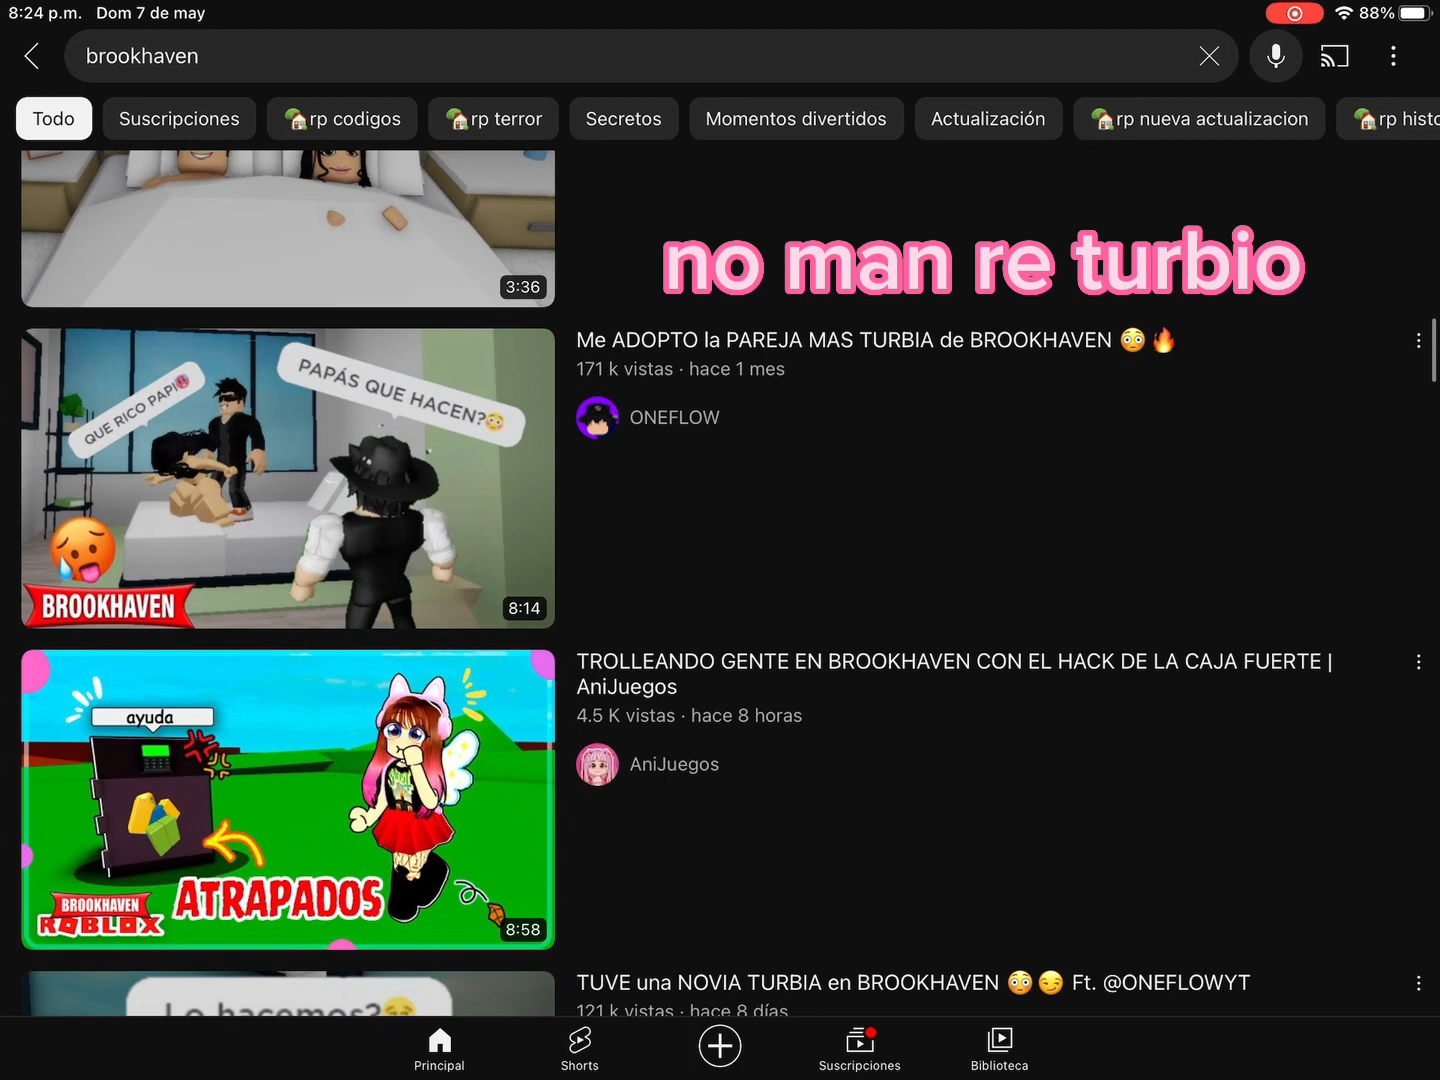 8:24 p.m. Dom 7 de may
88%
brookhaven
Todo
Suscripciones
rp codigos
rp terror
Secretos
Momentos divertidos
Actualización
rp nueva actualizacion
rp histo
3:36
no man re turbio
QUE RICO PAPI
PAPÁS QUE HACEN?
BROOKHAVEN
8:14
Me ADOPTO la PAREJA MAS TURBIA de BROOKHAVEN
171 k vistas · hace 1 mes
ONEFLOW
ayuda
ATRAPADOS
BROOKHAVEN
ROBLOX
8:58
TROLLEANDO GENTE EN BROOKHAVEN CON EL HACK DE LA CAJA FUERTE |
AniJuegos
4.5 K vistas · hace 8 horas
AniJuegos
Lo hacemos?
TUVE una NOVIA TURBIA en BROOKHAVEN 😳😏 Ft. @ONEFLOWYT
121 k vistas · hace 8 días
Principal
Shorts
Suscripciones
Biblioteca